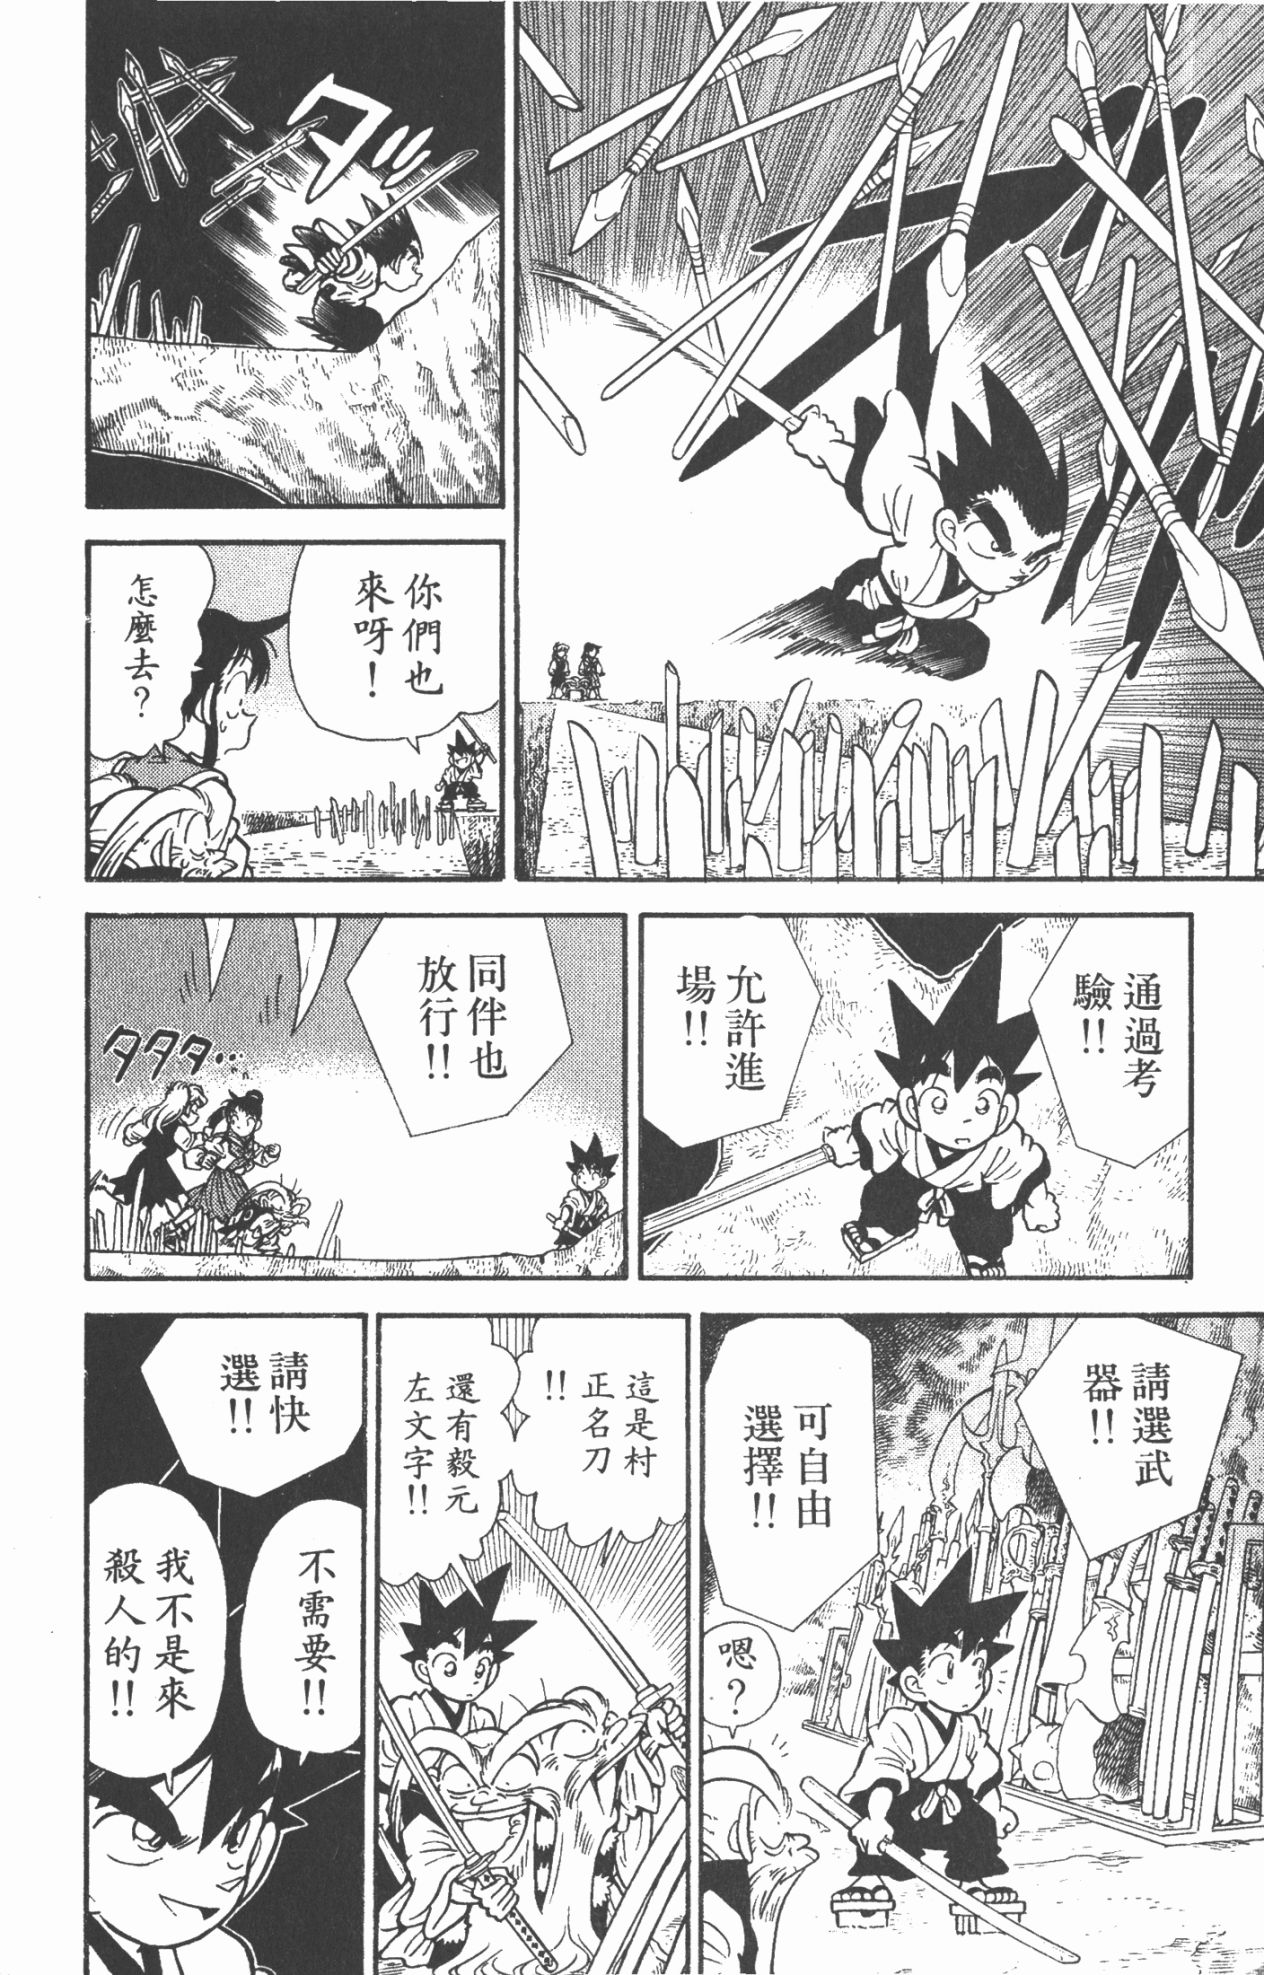 タッ
你們也
來呀！
怎麼去？
通過考
驗!!
允許進
場!!
同伴也
放行!!
タタタ…
請選武
器!!
可自由
選擇!!
嗯？
這是村
正名刀
!!
還有毅元
左文字!!
請快
選!!
不需要!!
我不是來
殺人的!!